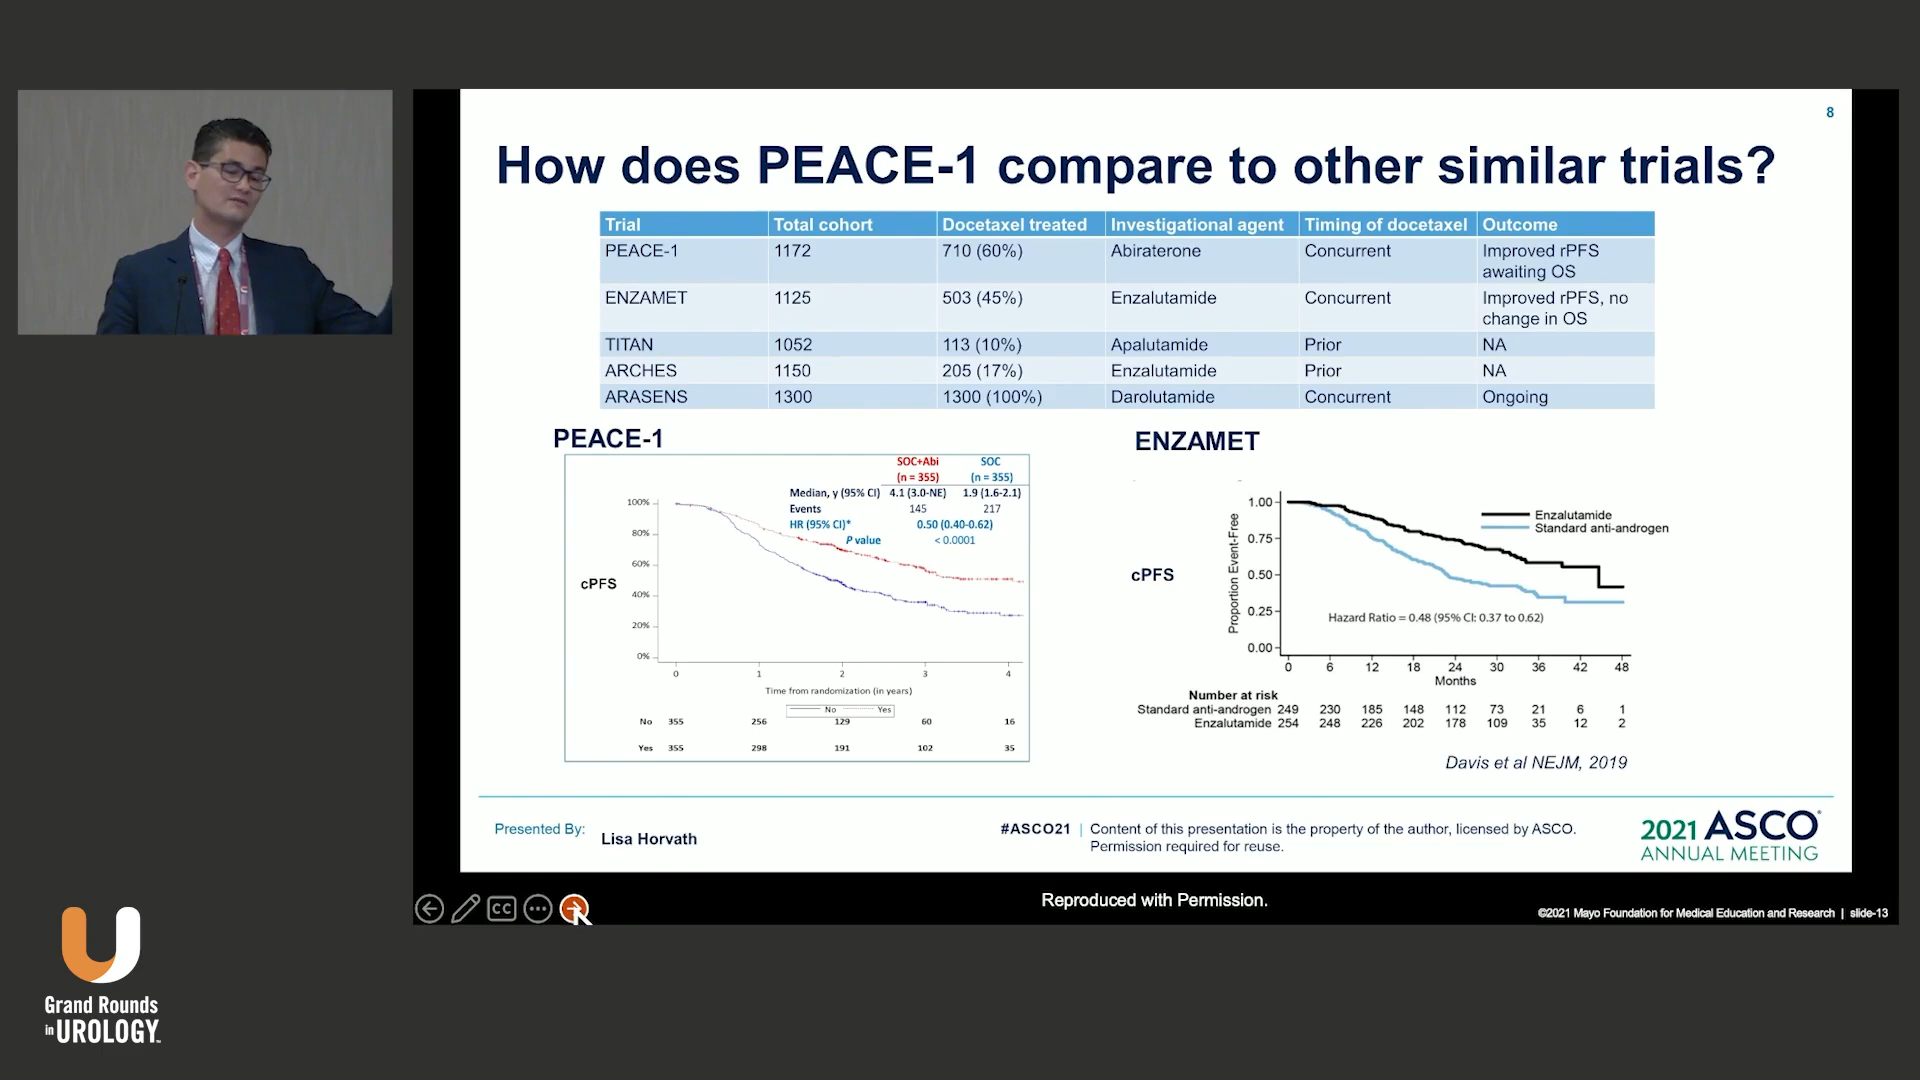 8
How does PEACE-1 compare to other similar trials?
Trial Total cohort Docetaxel treated Investigational agent Timing of docetaxel Outcome
PEACE-1 1172 710 (60%) Abiraterone Concurrent Improved rPFS
awaiting OS
ENZAMET 1125 503 (45%) Enzalutamide Concurrent Improved rPFS, no
change in OS
TITAN 1052 113 (10%) Apalutamide Prior NA
ARCHES 1150 205 (17%) Enzalutamide Prior NA
ARASENS 1300 1300 (100%) Darolutamide Concurrent Ongoing
PEACE-1
SOC+Abi SOC
(n = 355) (n = 355)
Median, y (95% CI) 4.1 (3.0-NE) 1.9 (1.6-2.1)
Events 145 217
HR (95% CI)* 0.50 (0.40-0.62)
P value < 0.0001
100%
80%
60%
40%
20%
0%
cPFS
0 1 2 3 4
Time from randomization (in years)
No Yes
No 355 256 129 60 16
Yes 355 298 191 102 35
ENZAMET
cPFS
Proportion Event-Free
1.00
0.75
0.50
0.25
0.00
Enzalutamide
Standard anti-androgen
Hazard Ratio = 0.48 (95% CI: 0.37 to 0.62)
0 6 12 18 24 30 36 42 48
Months
Number at risk
Standard anti-androgen 249 230 185 148 112 73 21 6 1
Enzalutamide 254 248 226 202 178 109 35 12 2
Davis et al NEJM, 2019
Presented By: Lisa Horvath
#ASCO21 | Content of this presentation is the property of the author, licensed by ASCO.
Permission required for reuse.
2021 ASCO
ANNUAL MEETING
CC
Reproduced with Permission.
©2021 Mayo Foundation for Medical Education and Research | slide-13
Grand Rounds
in UROLOGY™